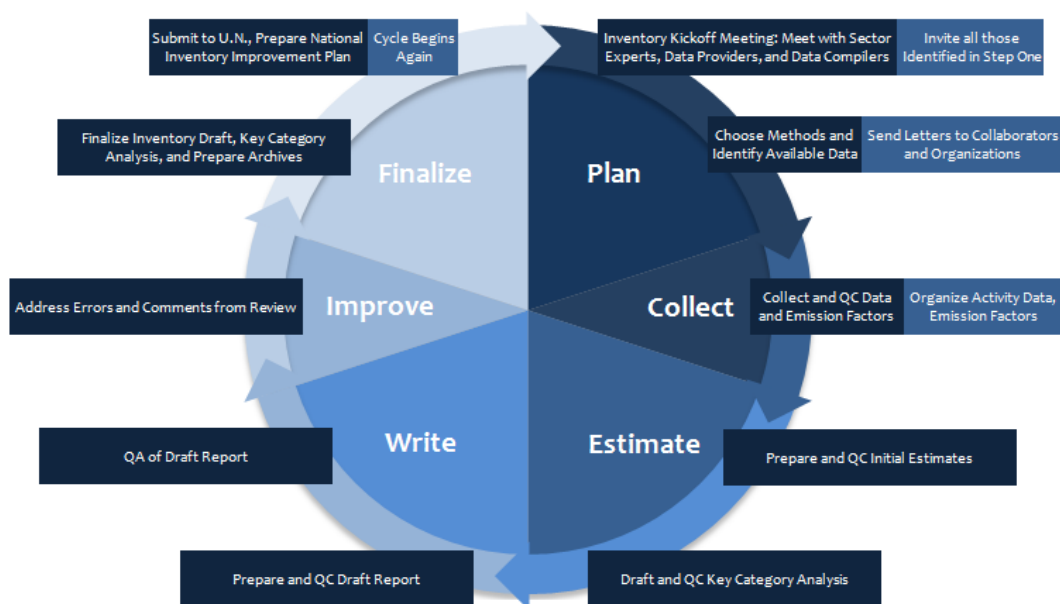 Submit to U.N., Prepare National
Inventory Improvement Plan
Cycle Begins
Again
Inventory Kickoff Meeting: Meet with Sector
Experts, Data Providers, and Data Compilers
Invite all those
Identified in Step One
Finalize Inventory Draft, Key Category
Analysis, and Prepare Archives
Choose Methods and
Identify Available Data
Send Letters to Collaborators
and Organizations
Finalize
Plan
Address Errors and Comments from Review
Improve
Collect
Collect and QC Data
and Emission Factors
Organize Activity Data,
Emission Factors
QA of Draft Report
Write
Estimate
Prepare and QC Initial Estimates
Prepare and QC Draft Report
Draft and QC Key Category Analysis